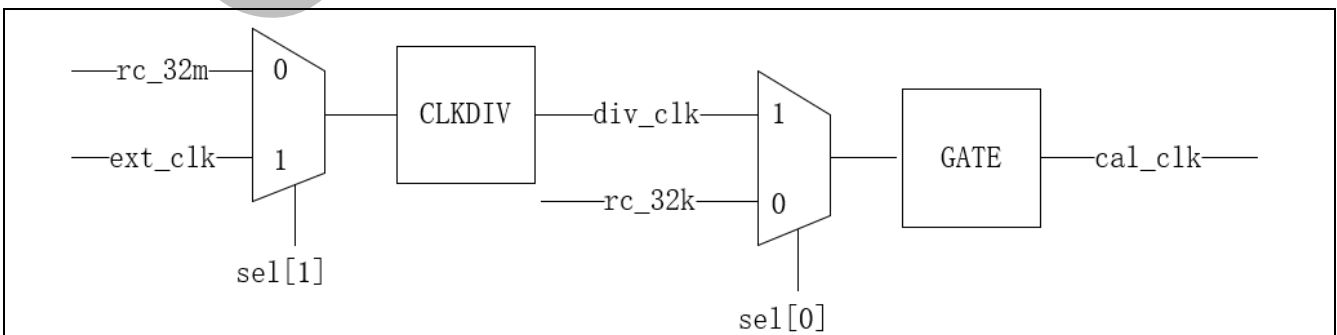 rc_32m
0
CLKDIV
div_clk
1
GATE
cal_clk
ext_clk
1
rc_32k
0
sel[1]
sel[0]